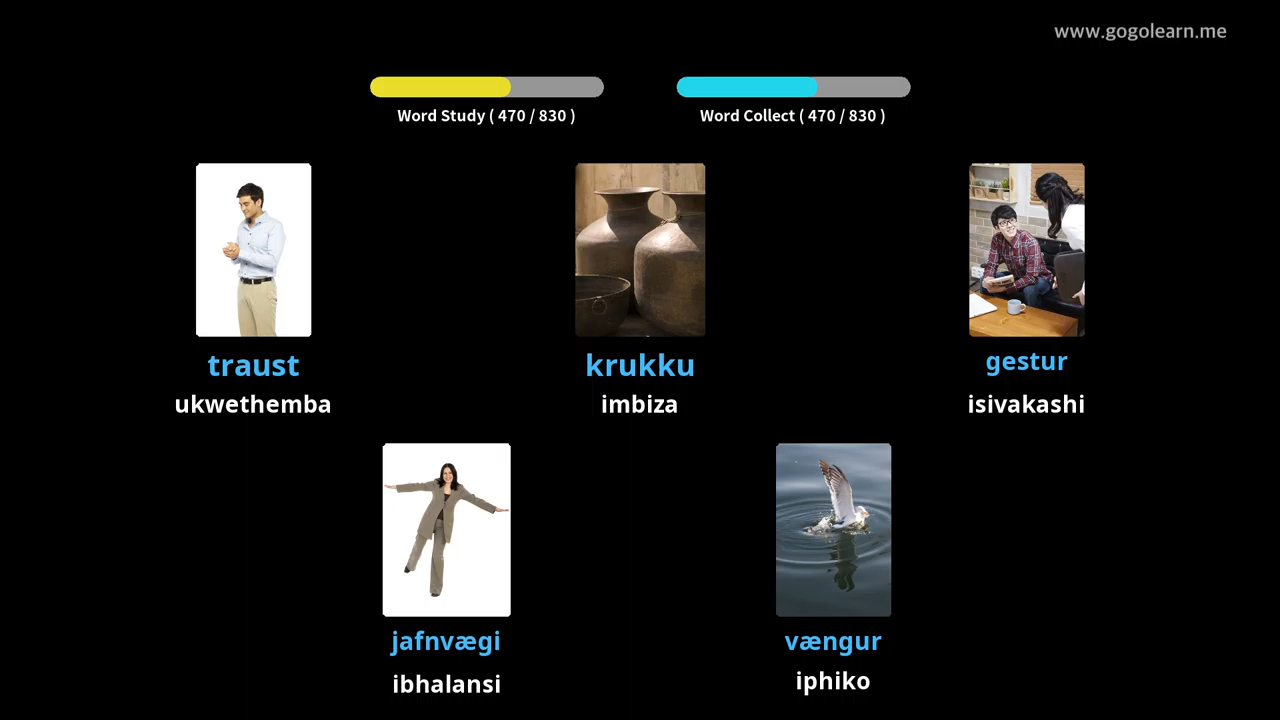 www.gogolearn.me
Word Study ( 470 / 830 )
Word Collect ( 470 / 830 )
traust
ukwethemba
krukku
imbiza
gestur
isivakashi
jafnvægi
ibhalansi
vængur
iphiko